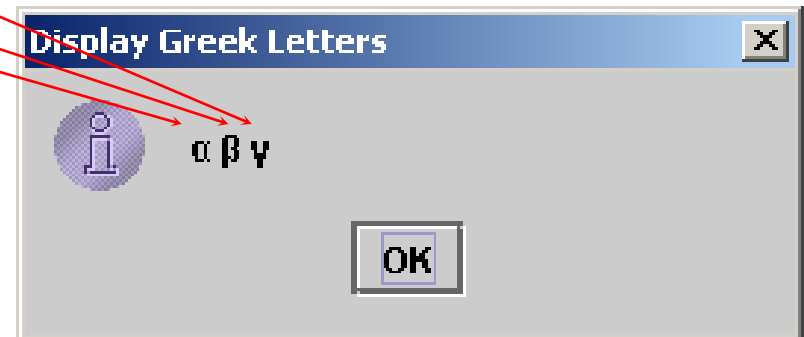 Display Greek Letters
α β γ
OK